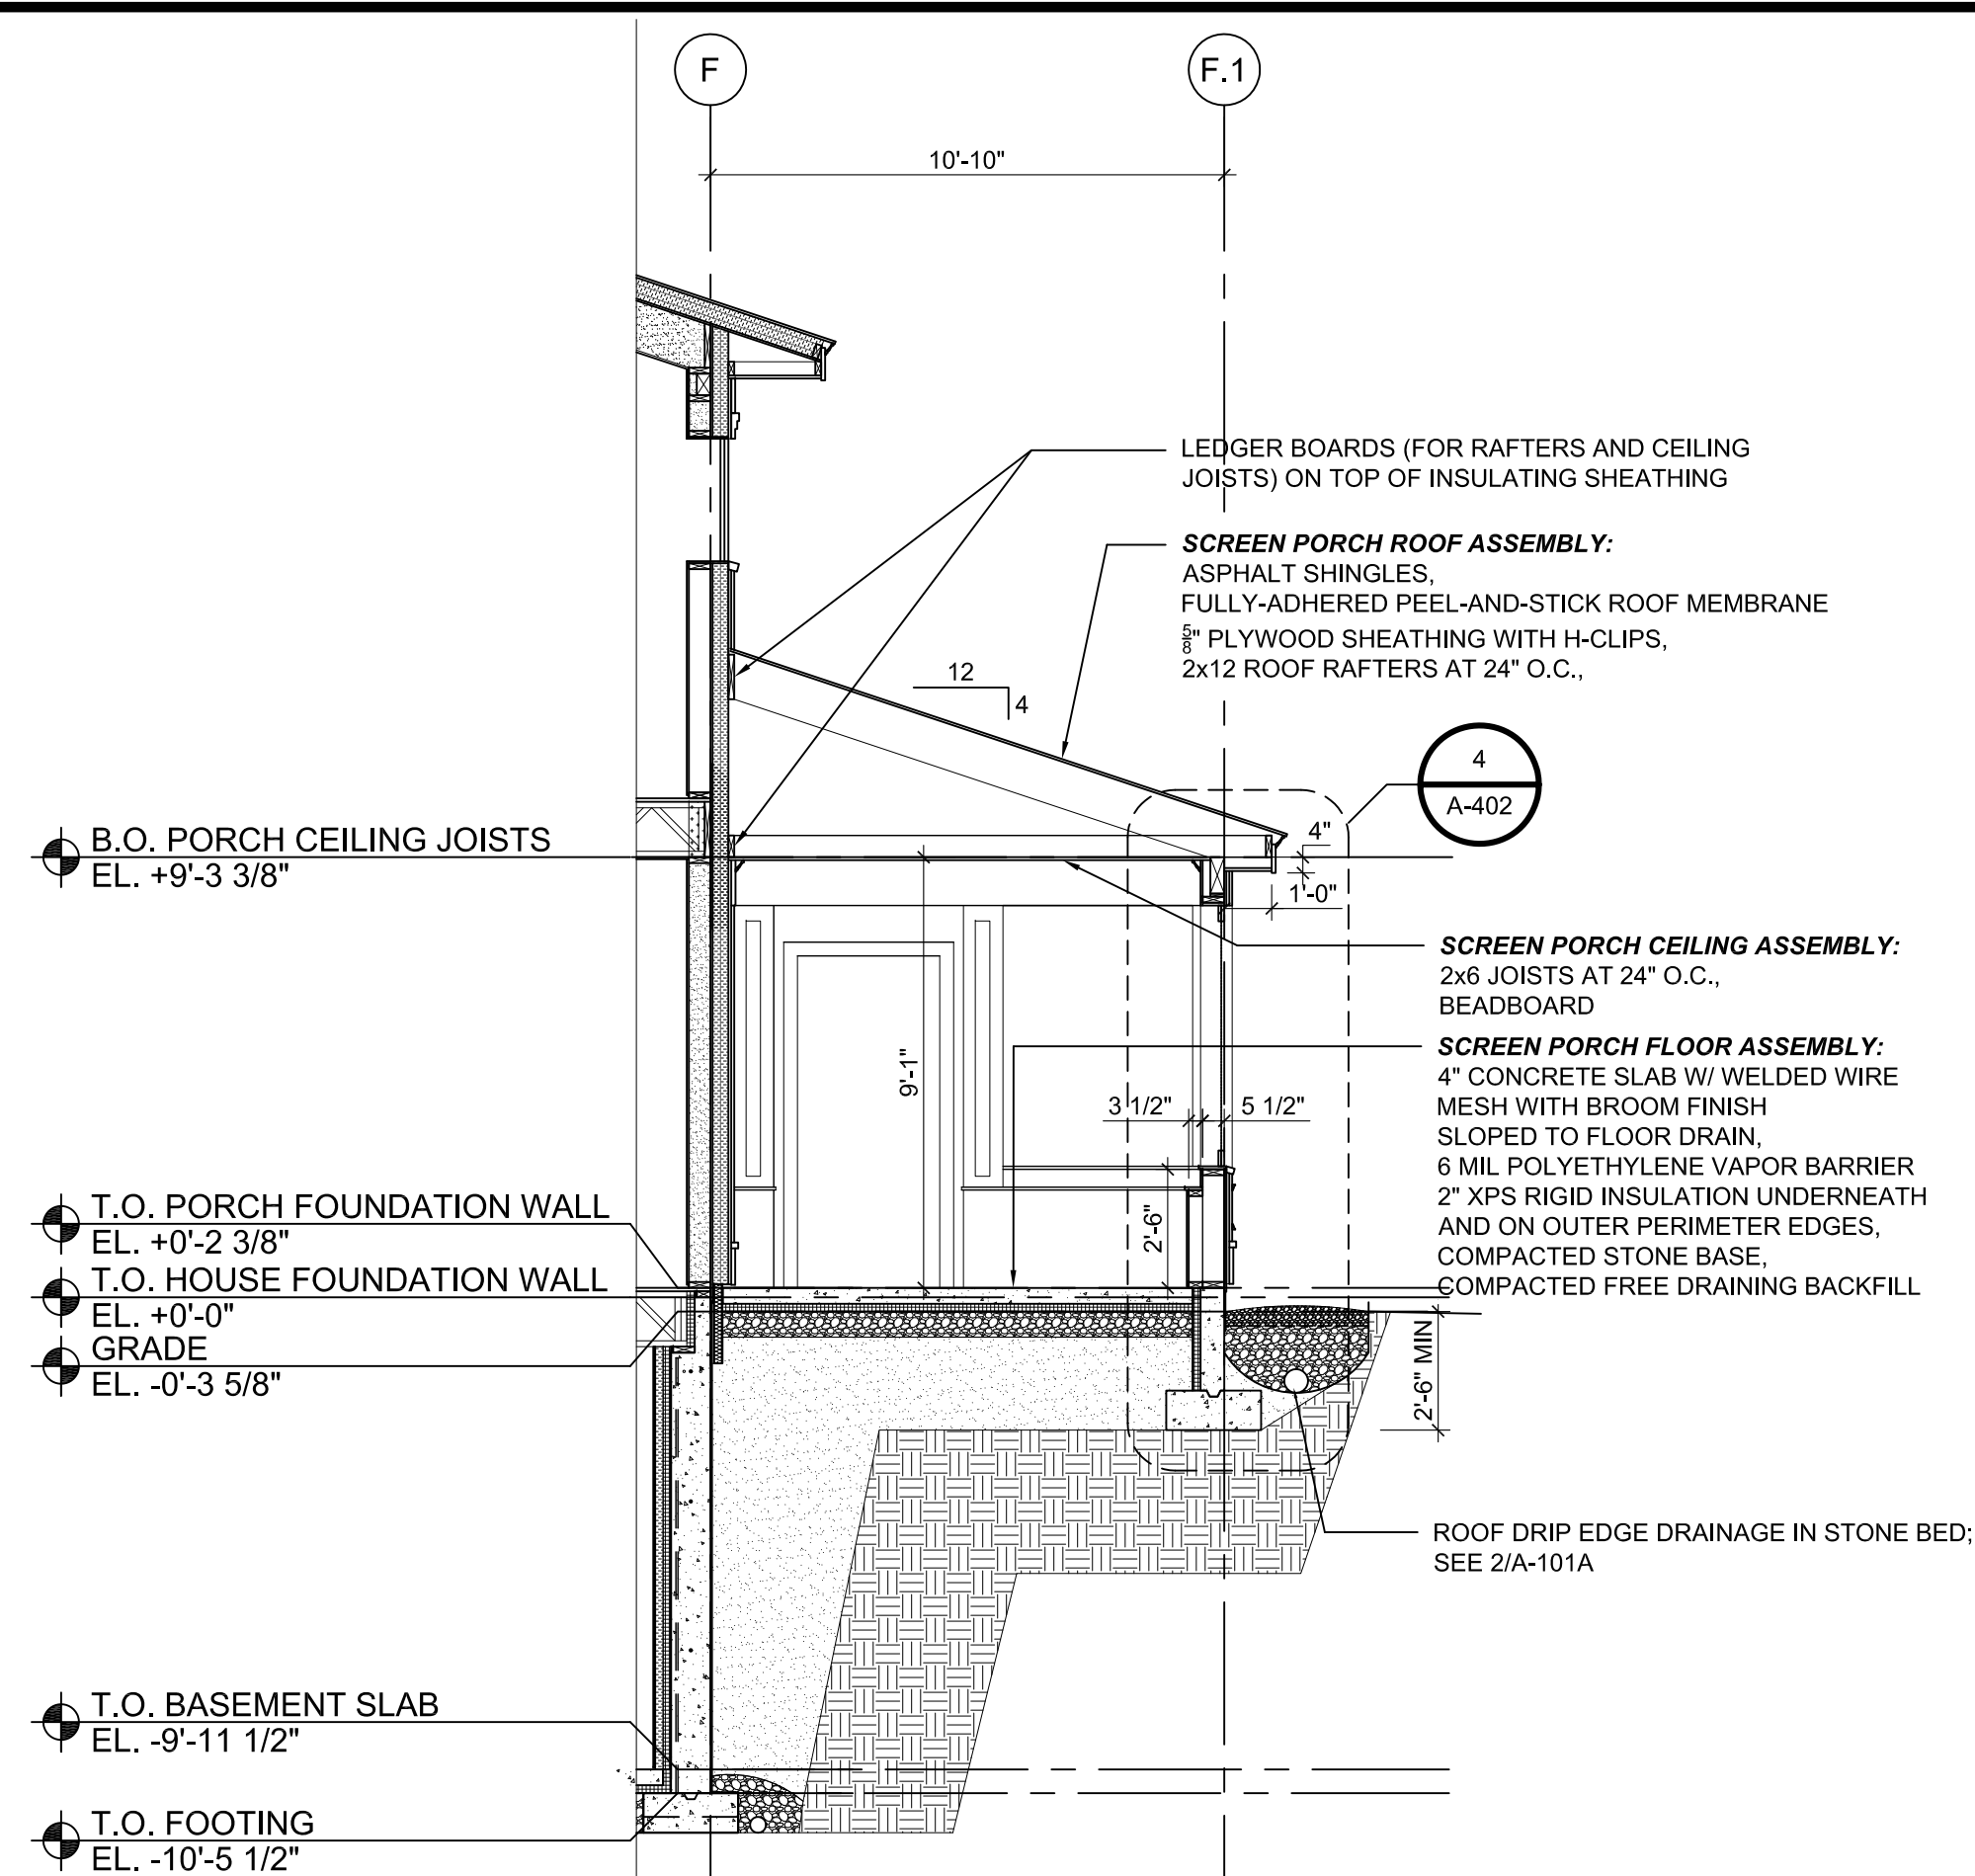 F
F.1
10'-10"
LEDGER BOARDS (FOR RAFTERS AND CEILING
JOISTS) ON TOP OF INSULATING SHEATHING
SCREEN PORCH ROOF ASSEMBLY:
ASPHALT SHINGLES,
FULLY-ADHERED PEEL-AND-STICK ROOF MEMBRANE
5/8" PLYWOOD SHEATHING WITH H-CLIPS,
2x12 ROOF RAFTERS AT 24" O.C.,
12
4
4
A-402
B.O. PORCH CEILING JOISTS
EL. +9'-3 3/8"
4"
1'-0"
SCREEN PORCH CEILING ASSEMBLY:
2x6 JOISTS AT 24" O.C.,
BEADBOARD
SCREEN PORCH FLOOR ASSEMBLY:
4" CONCRETE SLAB W/ WELDED WIRE
MESH WITH BROOM FINISH
SLOPED TO FLOOR DRAIN,
6 MIL POLYETHYLENE VAPOR BARRIER
2" XPS RIGID INSULATION UNDERNEATH
AND ON OUTER PERIMETER EDGES,
COMPACTED STONE BASE,
COMPACTED FREE DRAINING BACKFILL
9'-1"
3 1/2"
5 1/2"
2'-6"
T.O. PORCH FOUNDATION WALL
EL. +0'-2 3/8"
T.O. HOUSE FOUNDATION WALL
EL. +0'-0"
GRADE
EL. -0'-3 5/8"
2'-6" MIN
ROOF DRIP EDGE DRAINAGE IN STONE BED;
SEE 2/A-101A
T.O. BASEMENT SLAB
EL. -9'-11 1/2"
T.O. FOOTING
EL. -10'-5 1/2"